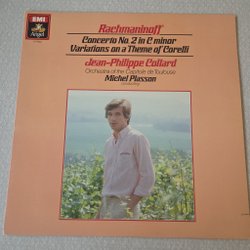 EMI
Angel
Rachmaninoff
Concerto No. 2 in C minor
Variations on a Theme of Corelli
Jean-Philippe Collard
Orchestre of the Capitole de Toulouse
Michel Plasson